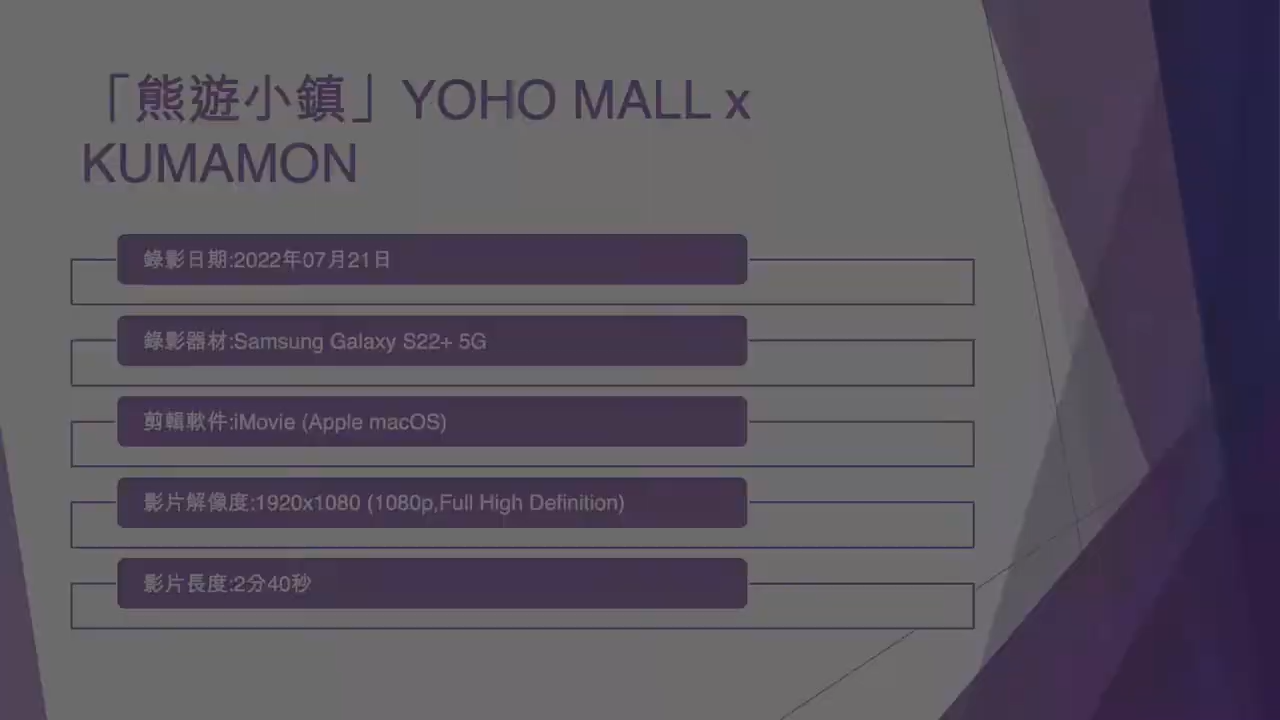 「熊遊小鎮」YOHO MALL x
KUMAMON
錄影日期:2022年07月21日
錄影器材:Samsung Galaxy S22+ 5G
剪輯軟件:iMovie (Apple macOS)
影片解像度:1920x1080 (1080p,Full High Definition)
影片長度:2分40秒